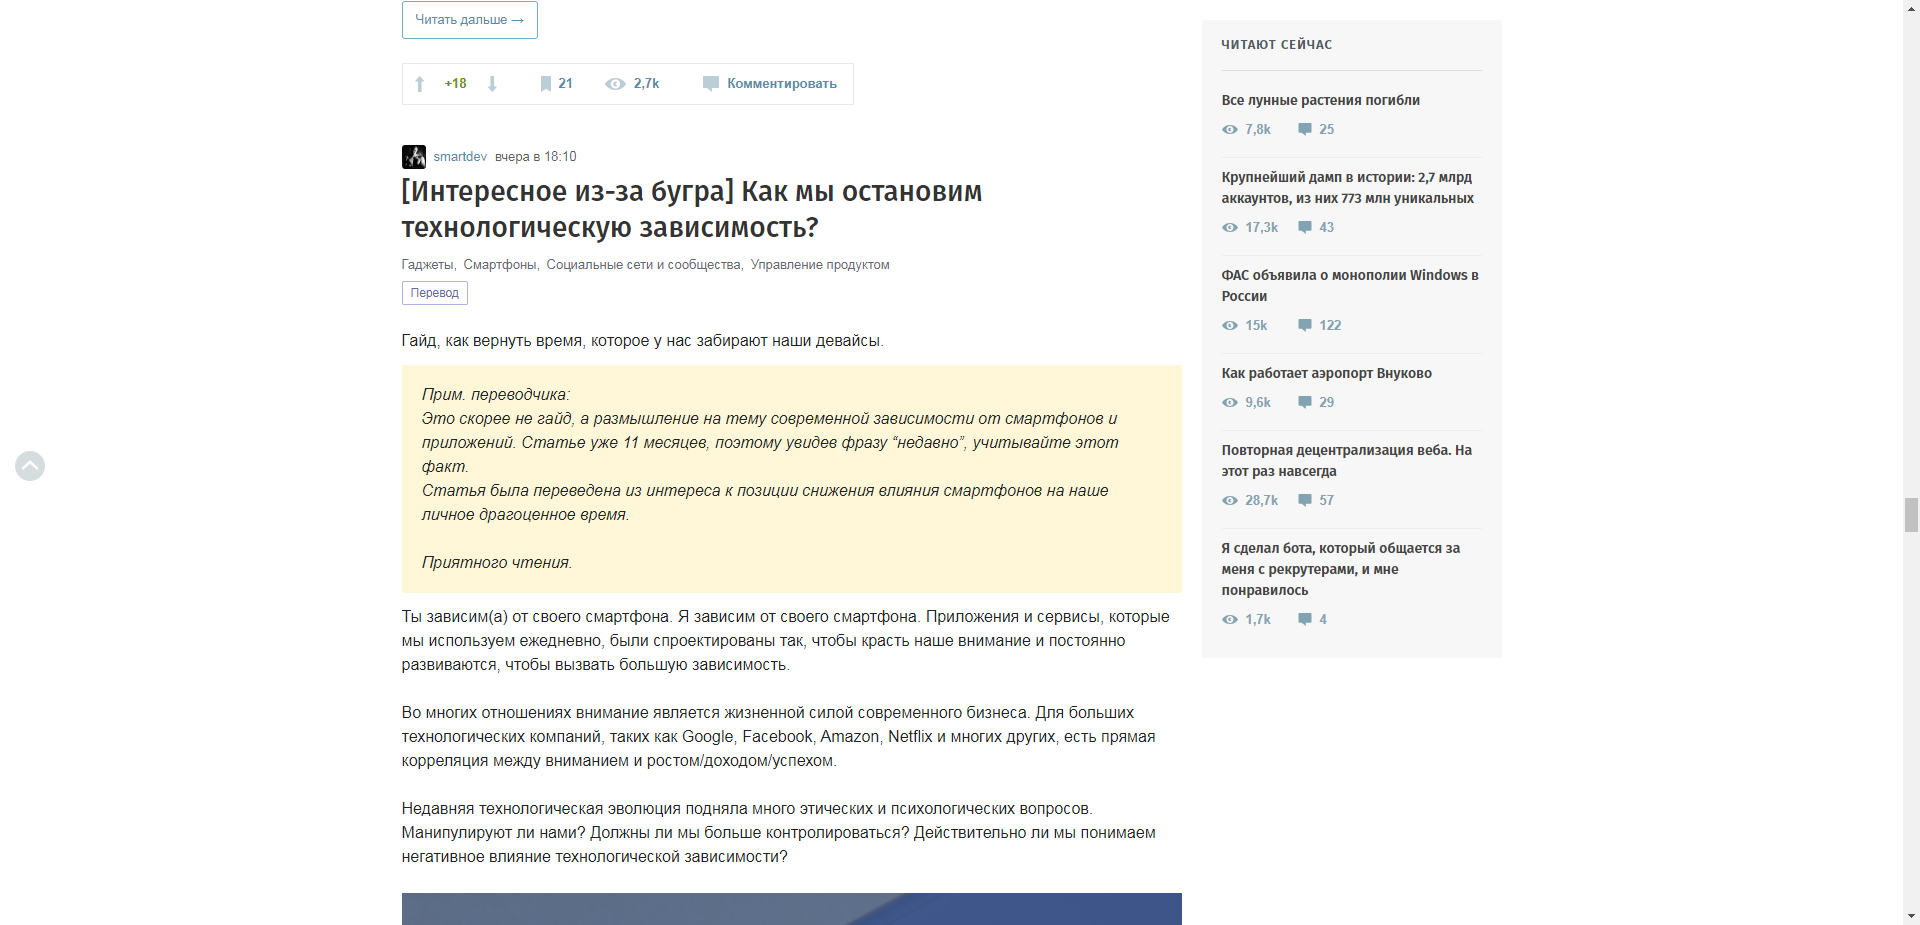 Читать дальше →
+18 21 2,7k Комментировать
smartdev вчера в 18:10
[Интересное из-за бугра] Как мы остановим
технологическую зависимость?
Гаджеты, Смартфоны, Социальные сети и сообщества, Управление продуктом
Перевод
Гайд, как вернуть время, которое у нас забирают наши девайсы.
Прим. переводчика:
Это скорее не гайд, а размышление на тему современной зависимости от смартфонов и
приложений. Статье уже 11 месяцев, поэтому увидев фразу “недавно”, учитывайте этот
факт.
Статья была переведена из интереса к позиции снижения влияния смартфонов на наше
личное драгоценное время.
Приятного чтения.
Ты зависим(а) от своего смартфона. Я зависим от своего смартфона. Приложения и сервисы, которые
мы используем ежедневно, были спроектированы так, чтобы красть наше внимание и постоянно
развиваются, чтобы вызвать большую зависимость.
Во многих отношениях внимание является жизненной силой современного бизнеса. Для больших
технологических компаний, таких как Google, Facebook, Amazon, Netflix и многих других, есть прямая
корреляция между вниманием и ростом/доходом/успехом.
Недавняя технологическая эволюция подняла много этических и психологических вопросов.
Манипулируют ли нами? Должны ли мы больше контролироваться? Действительно ли мы понимаем
негативное влияние технологической зависимости?
ЧИТАЮТ СЕЙЧАС
Все лунные растения погибли
7,8k 25
Крупнейший дамп в истории: 2,7 млрд
аккаунтов, из них 773 млн уникальных
17,3k 43
ФАС объявила о монополии Windows в
России
15k 122
Как работает аэропорт Внуково
9,6k 29
Повторная децентрализация веба. На
этот раз навсегда
28,7k 57
Я сделал бота, который общается за
меня с рекрутерами, и мне
понравилось
1,7k 4